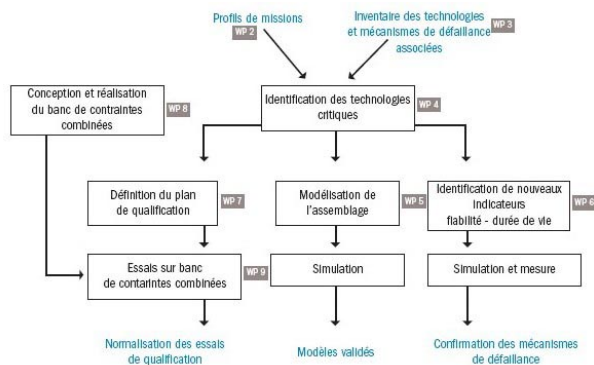 Profils de missions
WP 2
Inventaire des technologies
et mécanismes de défaillance
associées
WP 3
Conception et réalisation
du banc de contraintes
combinées
WP 8
Identification des technologies
critiques
WP 4
Définition du plan
de qualification
WP 7
Modélisation de
l'assemblage
WP 5
Identification de nouveaux
indicateurs
fiabilité - durée de vie
WP 6
Essais sur banc
de contarintes combinées
WP 9
Simulation
Simulation et mesure
Normalisation des essais
de qualification
Modèles validés
Confirmation des mécanismes
de défaillance